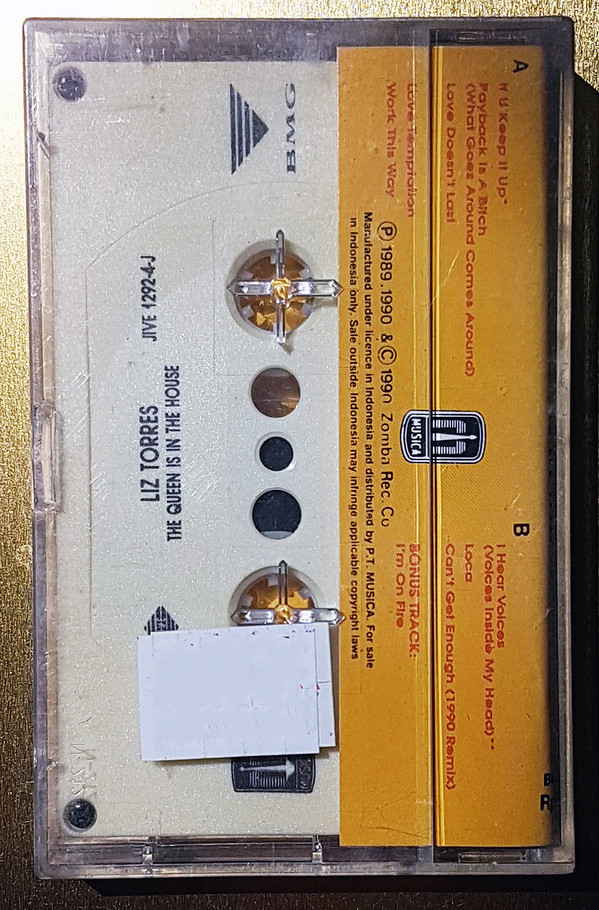 A
If U Keep It Up*
Payback Is A Bitch
(What Goes Around Comes Around)
Love Doesn't Last
Love Temptation
Work This Way
B
I Hear Voices
(Voices Inside My Head)**
Loca
Can't Get Enough (1990 Remix)
BONUS TRACK:
I'm On Fire
MUSICA
Ⓟ 1989, 1990 & Ⓒ 1990 Zomba Rec. Co
Manufactured under licence in Indonesia and distributed by P.T. MUSICA. For sale
in Indonesia only. Sale outside Indonesia may infringe applicable copyright laws
BMG
JIVE 1292-4-J
LIZ TORRES
THE QUEEN IS IN THE HOUSE